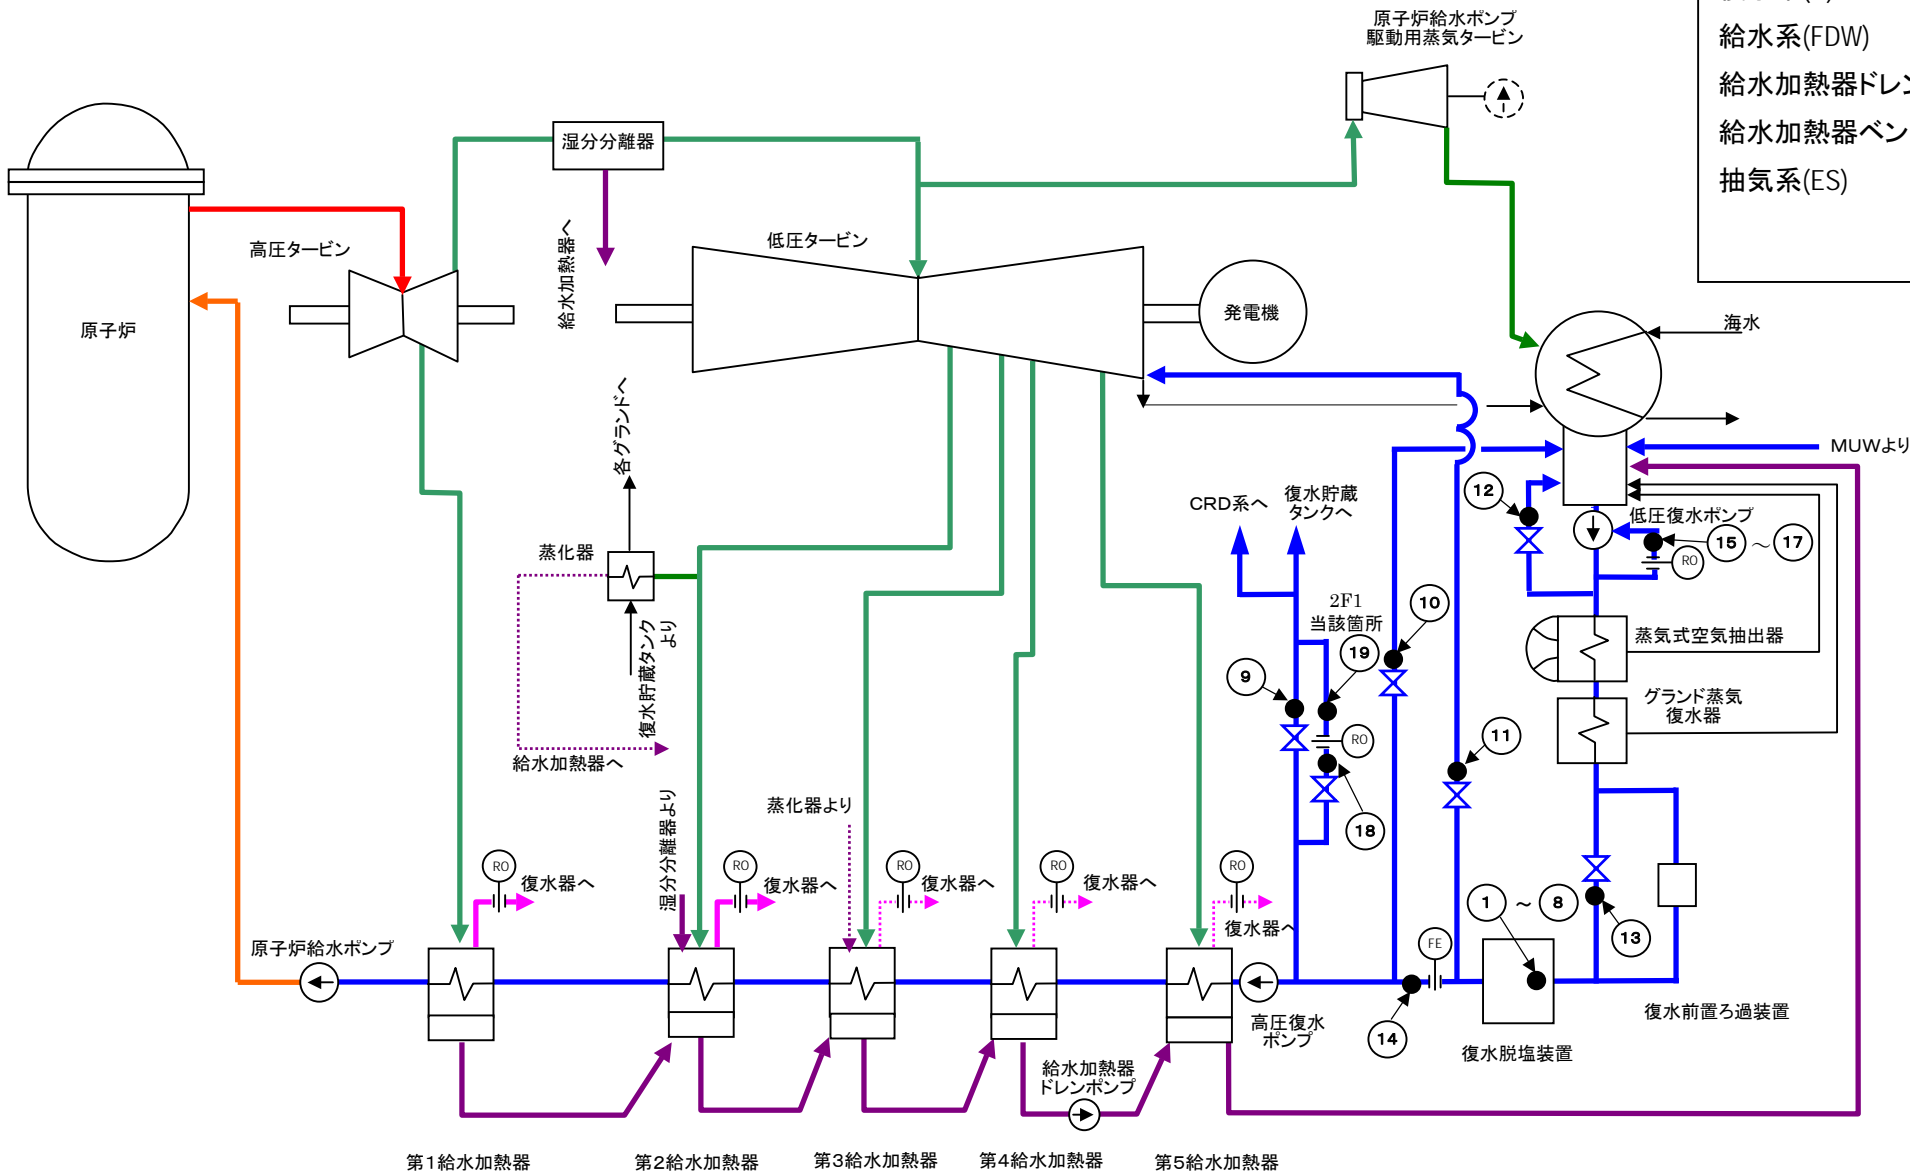 原子炉給水ポンプ
駆動用蒸気タービン
給水系(FDW)
給水加熱器ドレン
給水加熱器ベン
抽気系(ES)
湿分分離器
給水加熱器へ
高圧タービン
低圧タービン
発電機
原子炉
海水
MUWより
各グランドへ
蒸化器
復水貯蔵タンク
より
給水加熱器へ
CRD系へ
復水貯蔵
タンクへ
12
低圧復水ポンプ
15 ～ 17
RO
2F1
当該箇所
10
19
9
RO
18
11
蒸気式空気抽出器
グランド蒸気
復水器
湿分分離器より
蒸化器より
RO
復水器へ
RO
復水器へ
RO
復水器へ
RO
復水器へ
RO
復水器へ
原子炉給水ポンプ
高圧復水
ポンプ
FE
14
1 ～ 8
13
復水脱塩装置
復水前置ろ過装置
給水加熱器
ドレンポンプ
第1給水加熱器
第2給水加熱器
第3給水加熱器
第4給水加熱器
第5給水加熱器